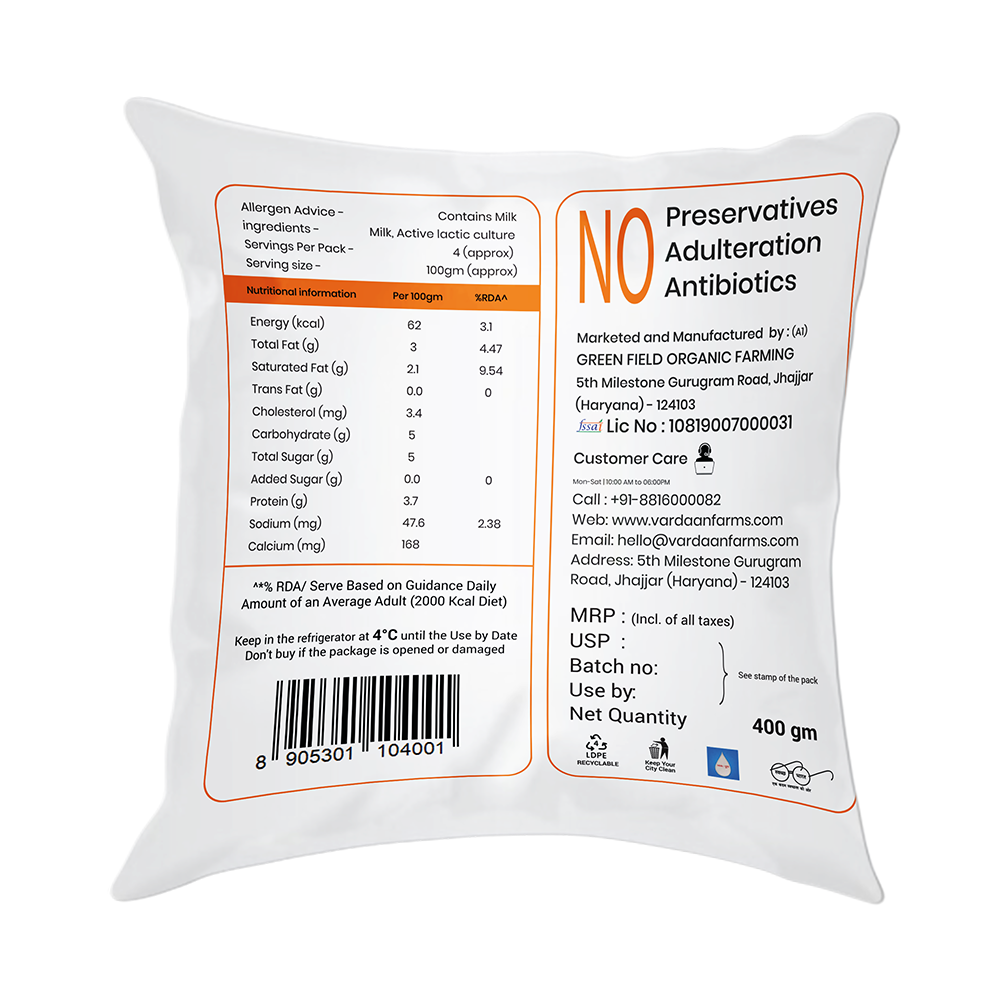 Allergen Advice - Contains Milk
ingredients - Milk, Active lactic culture
Servings Per Pack - 4 (approx)
Serving size - 100gm (approx)
Nutritional information Per 100gm %RDA^
Energy (kcal) 62 3.1
Total Fat (g) 3 4.47
Saturated Fat (g) 2.1 9.54
Trans Fat (g) 0.0 0
Cholesterol (mg) 3.4
Carbohydrate (g) 5
Total Sugar (g) 5
Added Sugar (g) 0.0 0
Protein (g) 3.7
Sodium (mg) 47.6 2.38
Calcium (mg) 168
^*% RDA/ Serve Based on Guidance Daily
Amount of an Average Adult (2000 Kcal Diet)
Keep in the refrigerator at 4°C until the Use by Date
Don't buy if the package is opened or damaged
8 905301 104001
NO Preservatives
Adulteration
Antibiotics
Marketed and Manufactured by : (A1)
GREEN FIELD ORGANIC FARMING
5th Milestone Gurugram Road, Jhajjar
(Haryana) - 124103
fssai Lic No : 10819007000031
Customer Care
Mon-Sat | 10:00 AM to 06:00PM
Call : +91-8816000082
Web: www.vardaanfarms.com
Email: hello@vardaanfarms.com
Address: 5th Milestone Gurugram
Road, Jhajjar (Haryana) - 124103
MRP : (Incl. of all taxes)
USP :
Batch no:
Use by:
See stamp of the pack
Net Quantity 400 gm
4
LDPE
RECYCLABLE
Keep Your
City Clean
स्वच्छ भारत
एक कदम स्वच्छता की ओर